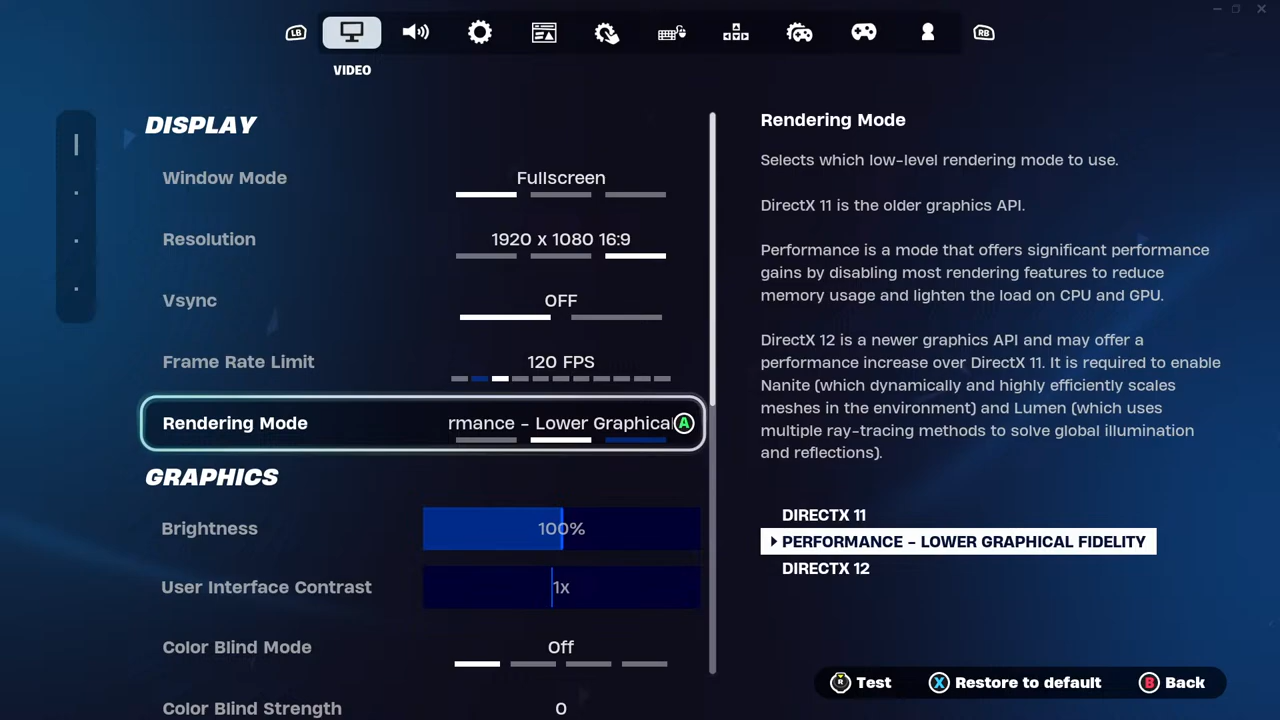 LB
RB
VIDEO
DISPLAY
Window Mode
Fullscreen
Resolution
1920 x 1080 16:9
Vsync
OFF
Frame Rate Limit
120 FPS
Rendering Mode
rmance - Lower Graphical
A
GRAPHICS
Brightness
100%
User Interface Contrast
1x
Color Blind Mode
Off
Color Blind Strength
0
Rendering Mode
Selects which low-level rendering mode to use.
DirectX 11 is the older graphics API.
Performance is a mode that offers significant performance
gains by disabling most rendering features to reduce
memory usage and lighten the load on CPU and GPU.
DirectX 12 is a newer graphics API and may offer a
performance increase over DirectX 11. It is required to enable
Nanite (which dynamically and highly efficiently scales
meshes in the environment) and Lumen (which uses
multiple ray-tracing methods to solve global illumination
and reflections).
DIRECTX 11
PERFORMANCE - LOWER GRAPHICAL FIDELITY
DIRECTX 12
R Test
X Restore to default
B Back